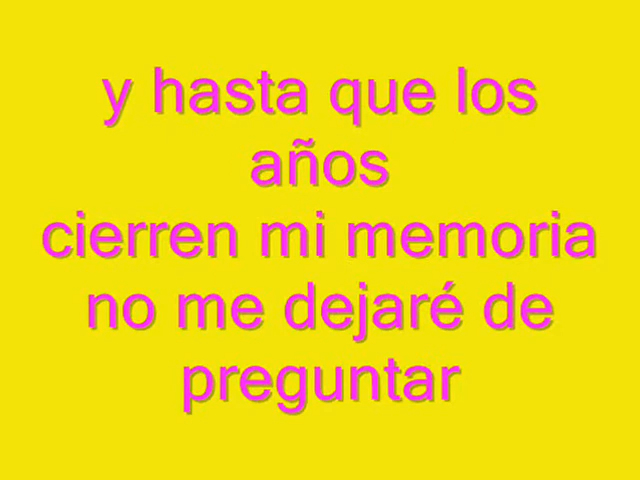 y hasta que los
años
cierren mi memoria
no me dejaré de
preguntar